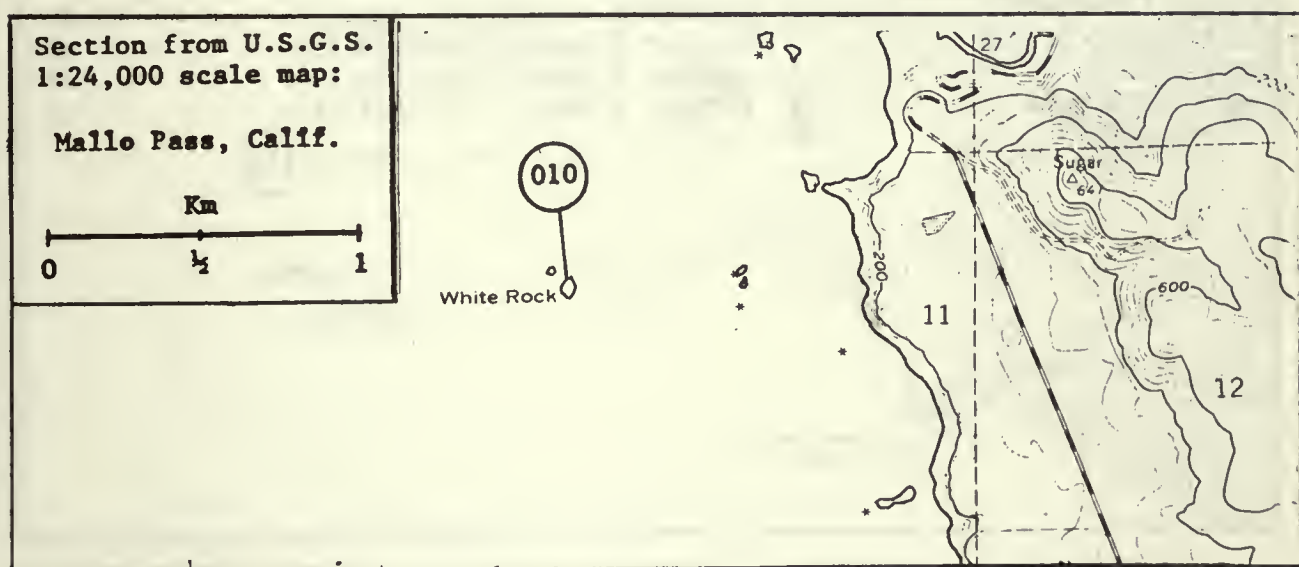 Section from U.S.G.S.
1:24,000 scale map:
Mallo Pass, Calif.
Km
0 ½ 1
010
White Rock
27
Sugar
64
200
11
600
12